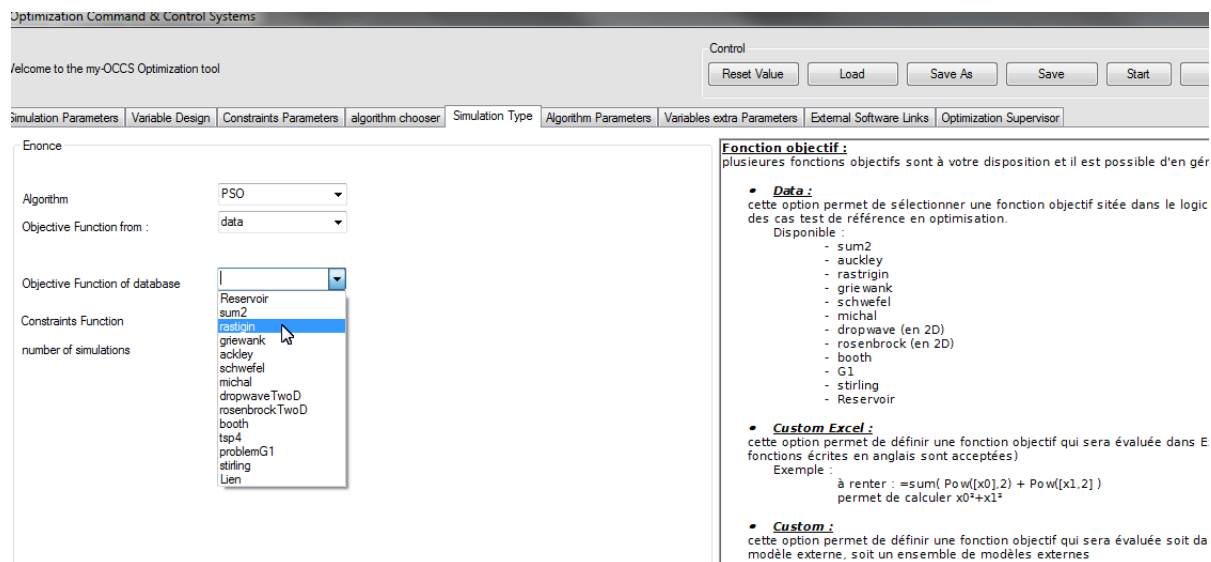 Optimization Command & Control Systems
Control
Welcome to the my-OCCS Optimization tool
Reset Value Load Save As Save Start
Simulation Parameters Variable Design Constraints Parameters algorithm chooser Simulation Type Algorithm Parameters Variables extra Parameters External Software Links Optimization Supervisor
Enonce
Algorithm PSO
Objective Function from : data
Objective Function of database
Reservoir
sum2
rastigin
griewank
ackley
schwefel
michal
dropwaveTwoD
rosenbrockTwoD
booth
tsp4
problemG1
stirling
Lien
Constraints Function
number of simulations
Fonction objectif :
plusieures fonctions objectifs sont à votre disposition et il est possible d'en gér
• Data :
cette option permet de sélectionner une fonction objectif sitée dans le logic
des cas test de référence en optimisation.
Disponible :
- sum2
- auckley
- rastrigin
- griewank
- schwefel
- michal
- dropwave (en 2D)
- rosenbrock (en 2D)
- booth
- G1
- stirling
- Reservoir
• Custom Excel :
cette option permet de définir une fonction objectif qui sera évaluée dans E
fonctions écrites en anglais sont acceptées)
Exemple :
à renter : =sum( Pow([x0],2) + Pow([x1,2] )
permet de calculer x0²+x1²
• Custom :
cette option permet de définir une fonction objectif qui sera évaluée soit da
modèle externe, soit un ensemble de modèles externes